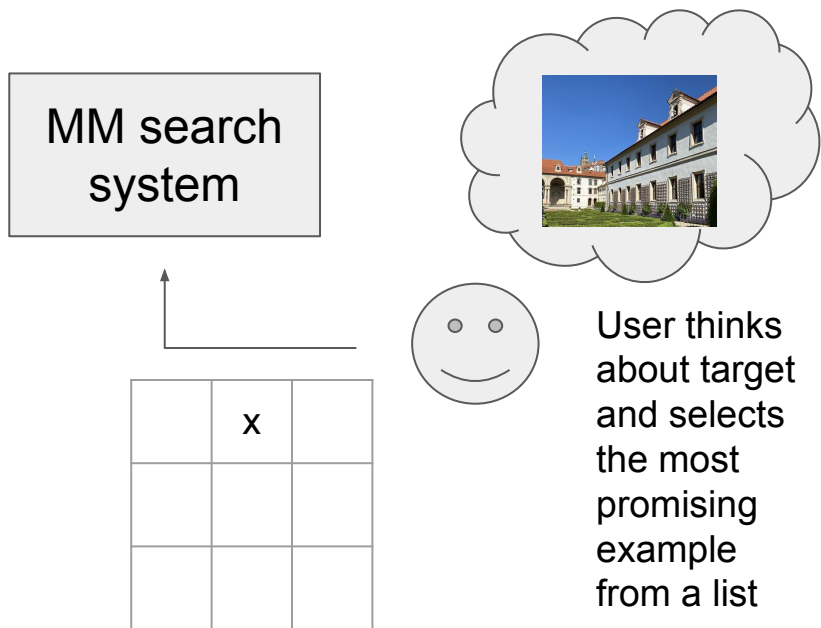 MM search
system
x
User thinks
about target
and selects
the most
promising
example
from a list